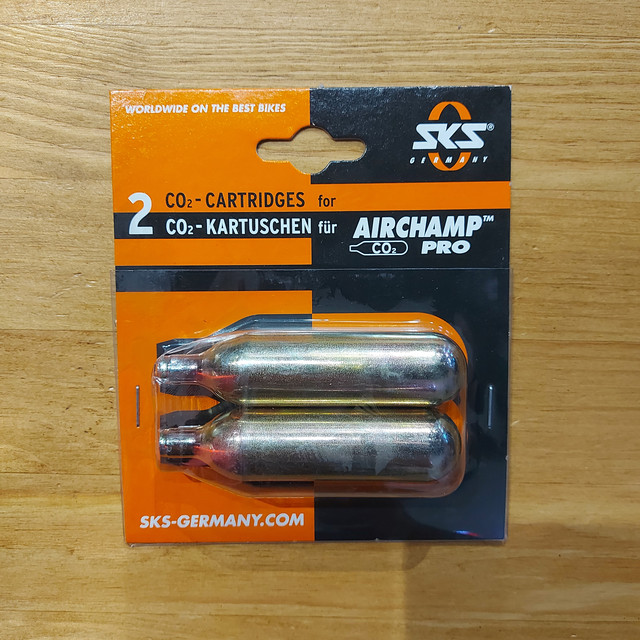 WORLDWIDE ON THE BEST BIKES
SKS®
GERMANY
2 CO₂-CARTRIDGES for
CO₂-KARTUSCHEN für
AIRCHAMP™
CO₂ PRO
SKS-GERMANY.COM